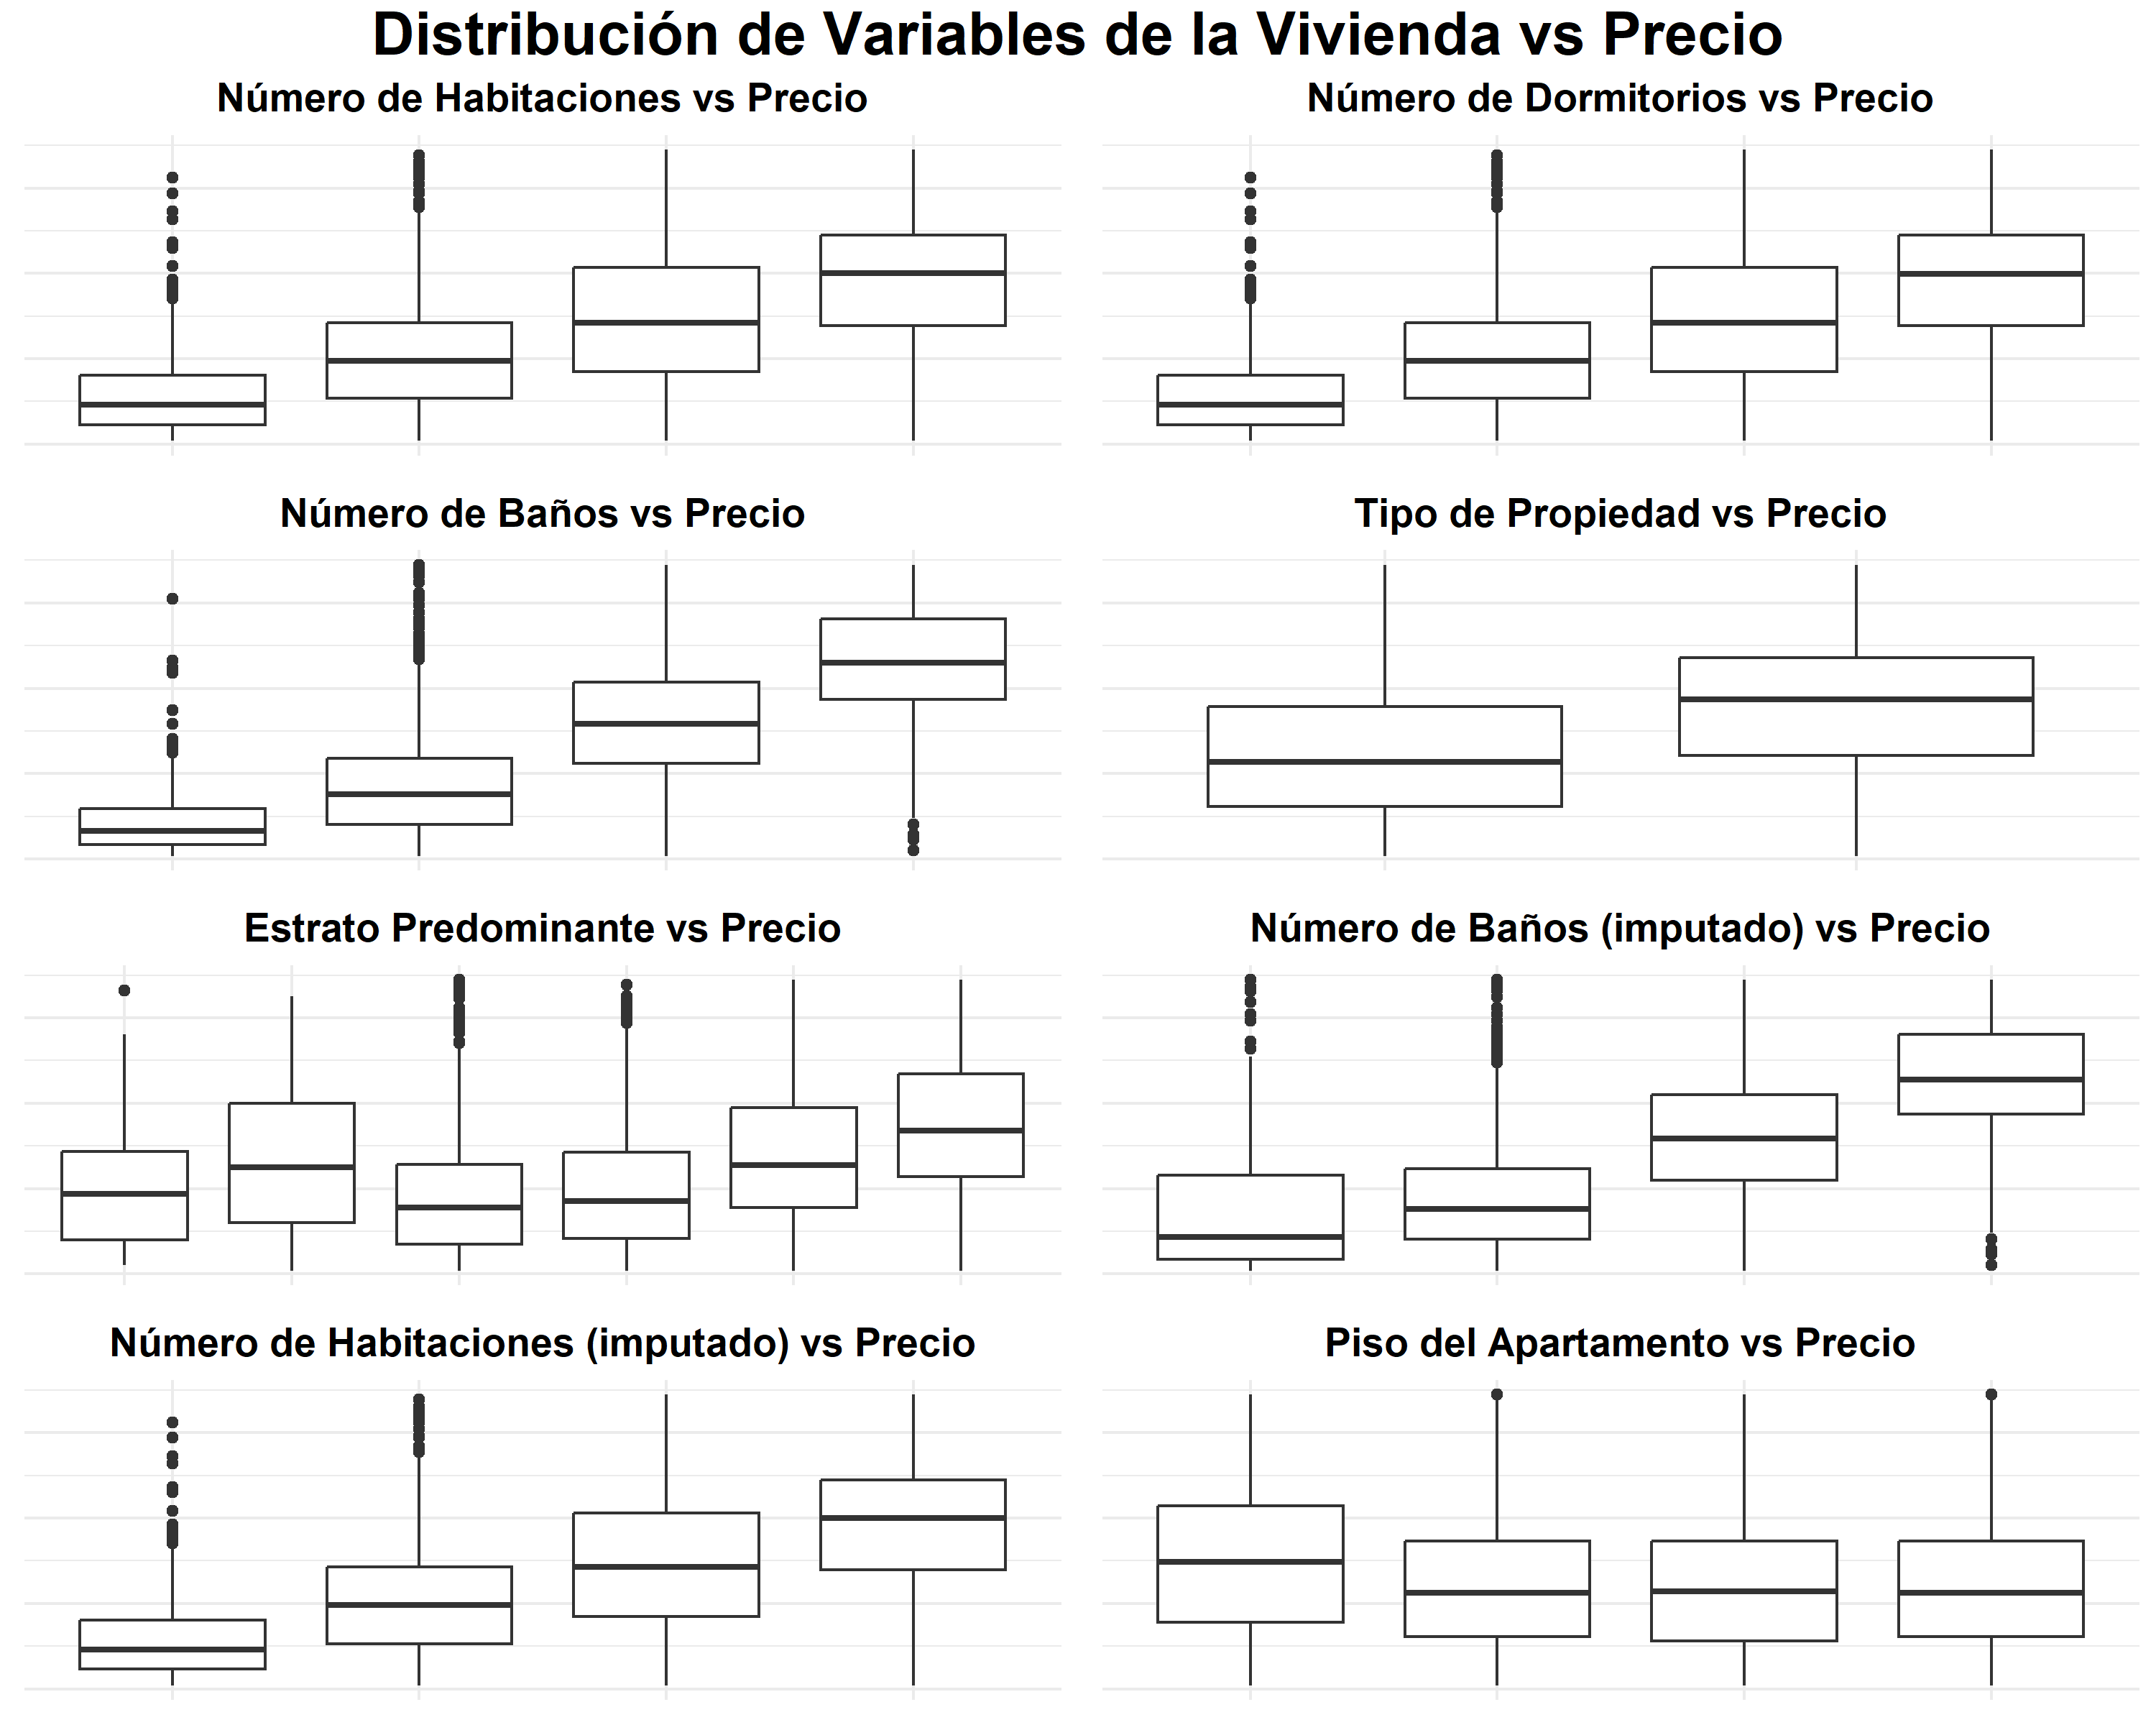 Distribución de Variables de la Vivienda vs Precio
Número de Habitaciones vs Precio
Número de Dormitorios vs Precio
Número de Baños vs Precio
Tipo de Propiedad vs Precio
Estrato Predominante vs Precio
Número de Baños (imputado) vs Precio
Número de Habitaciones (imputado) vs Precio
Piso del Apartamento vs Precio